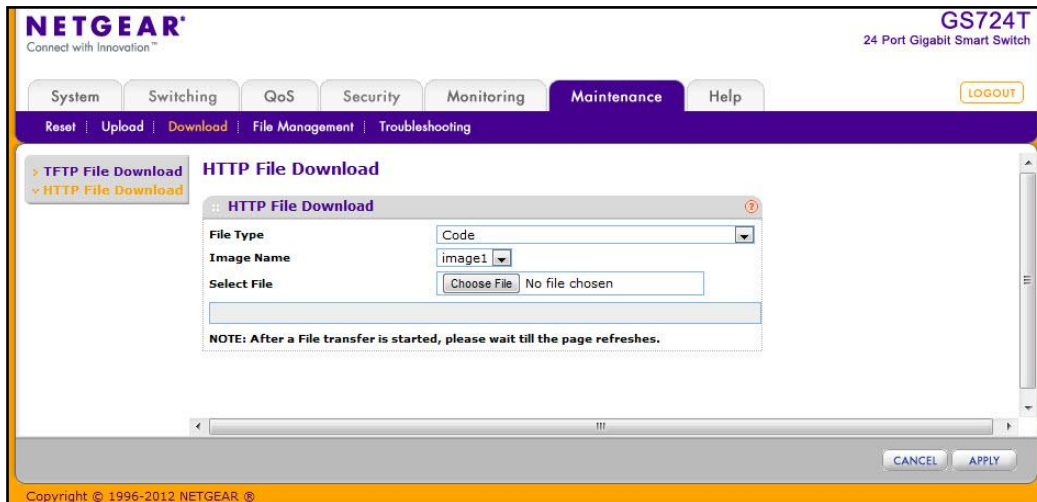 NETGEAR®
Connect with Innovation™
GS724T
24 Port Gigabit Smart Switch
System Switching QoS Security Monitoring Maintenance Help LOGOUT
Reset Upload Download File Management Troubleshooting
TFTP File Download
HTTP File Download
HTTP File Download
HTTP File Download ?
File Type Code
Image Name image1
Select File Choose File No file chosen
NOTE: After a File transfer is started, please wait till the page refreshes.
CANCEL APPLY
Copyright © 1996-2012 NETGEAR ®